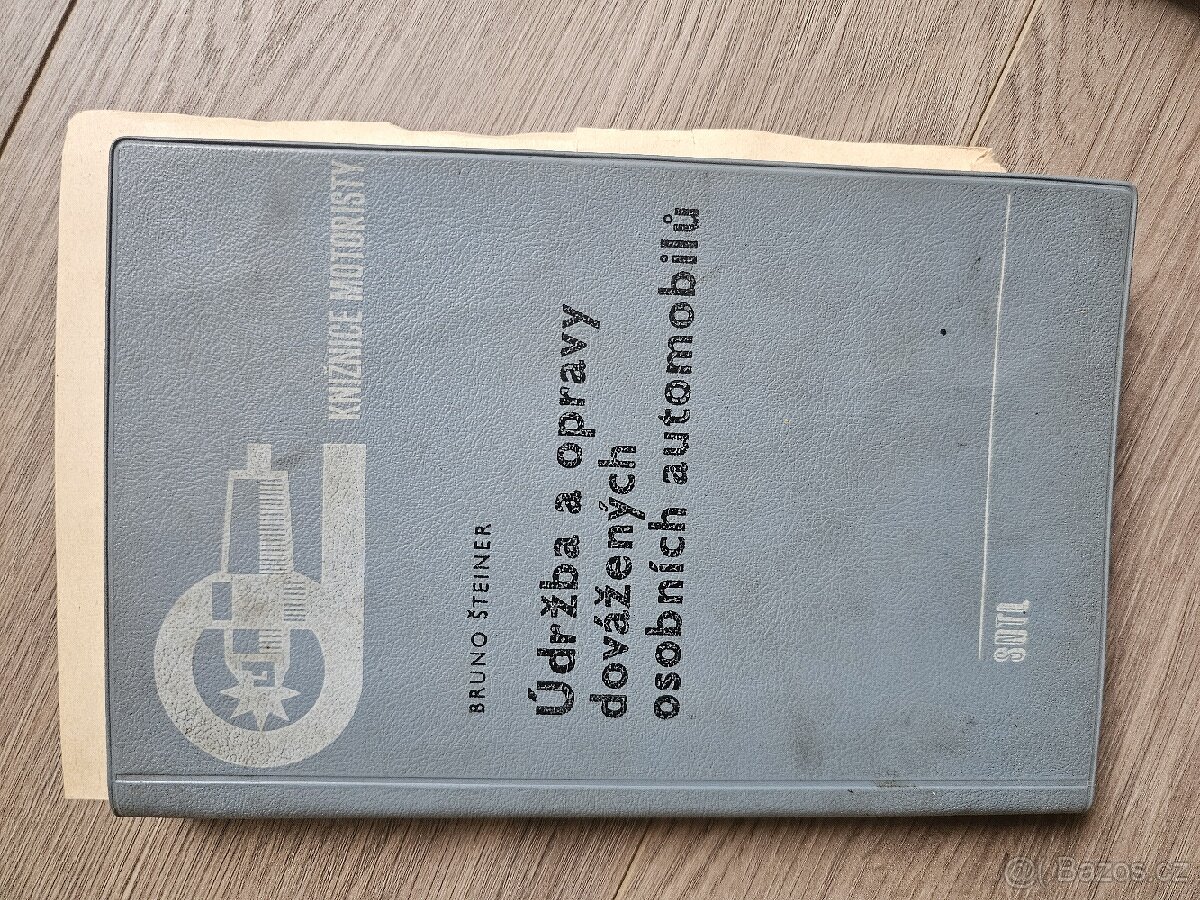 KNIŽNICE MOTORISTY
BRUNO ŠTEINER
Údržba a opravy
dovážených
osobních automobilů
SNTL
Bazos.cz